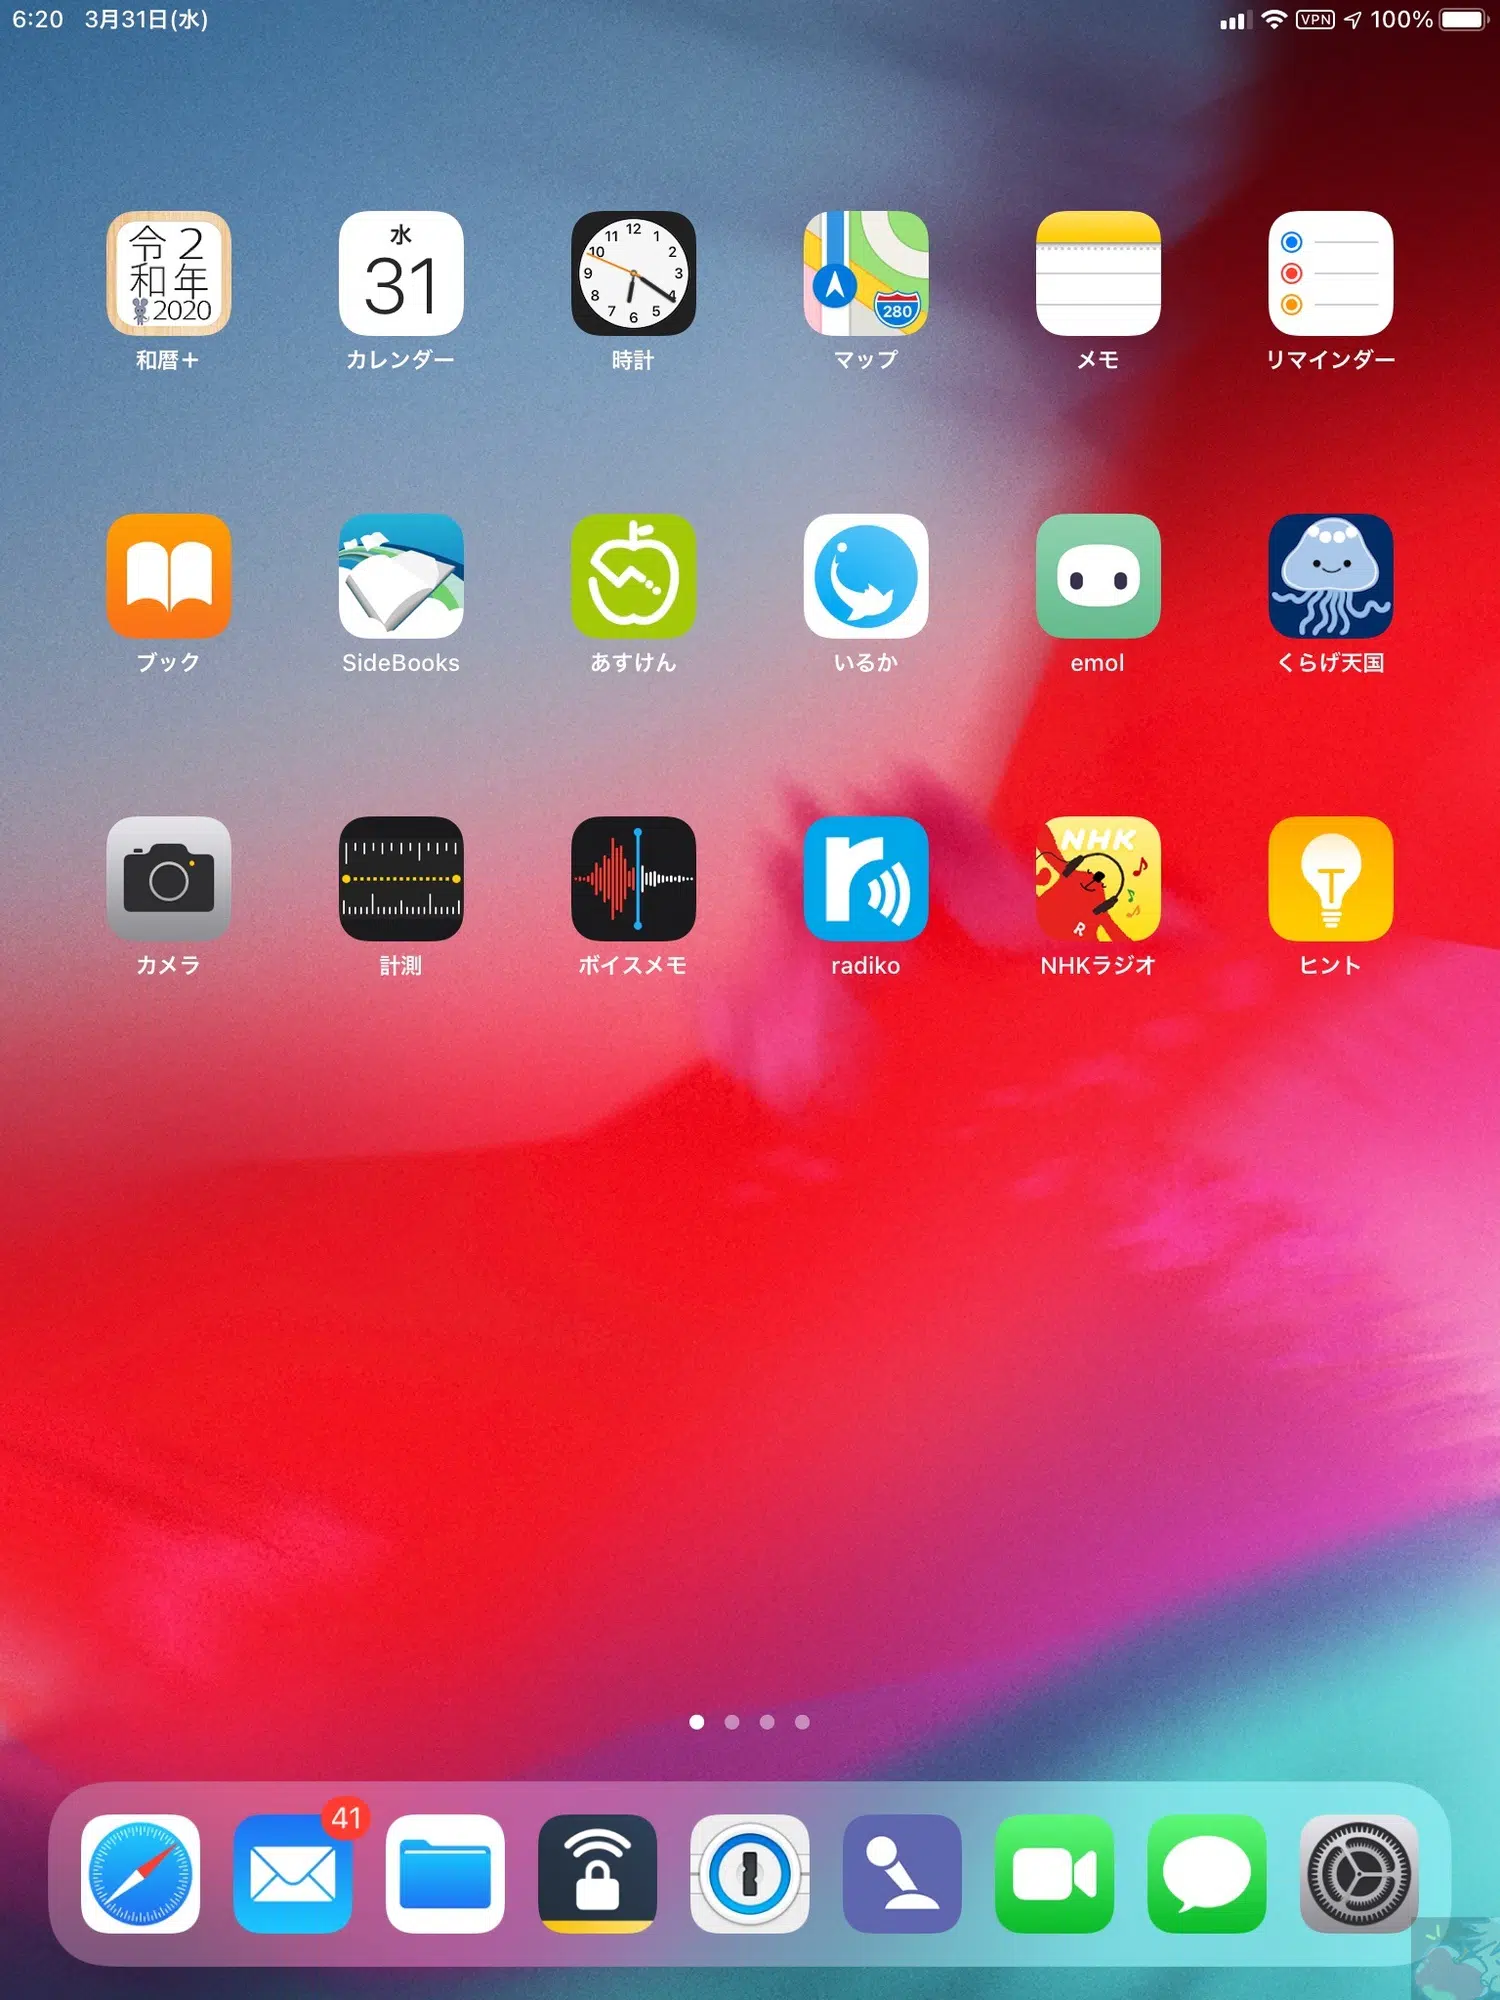 6:20 3月31日(水) VPN 100%
令2
和年
2020
和暦＋
水
31
カレンダー
12
11 1
10 2
9 3
8 4
7 5
6
時計
280
マップ
メモ
リマインダー
ブック
SideBooks
あすけん
いるか
emol
くらげ天国
カメラ
計測
ボイスメモ
r
radiko
NHK
R
NHKラジオ
ヒント
41